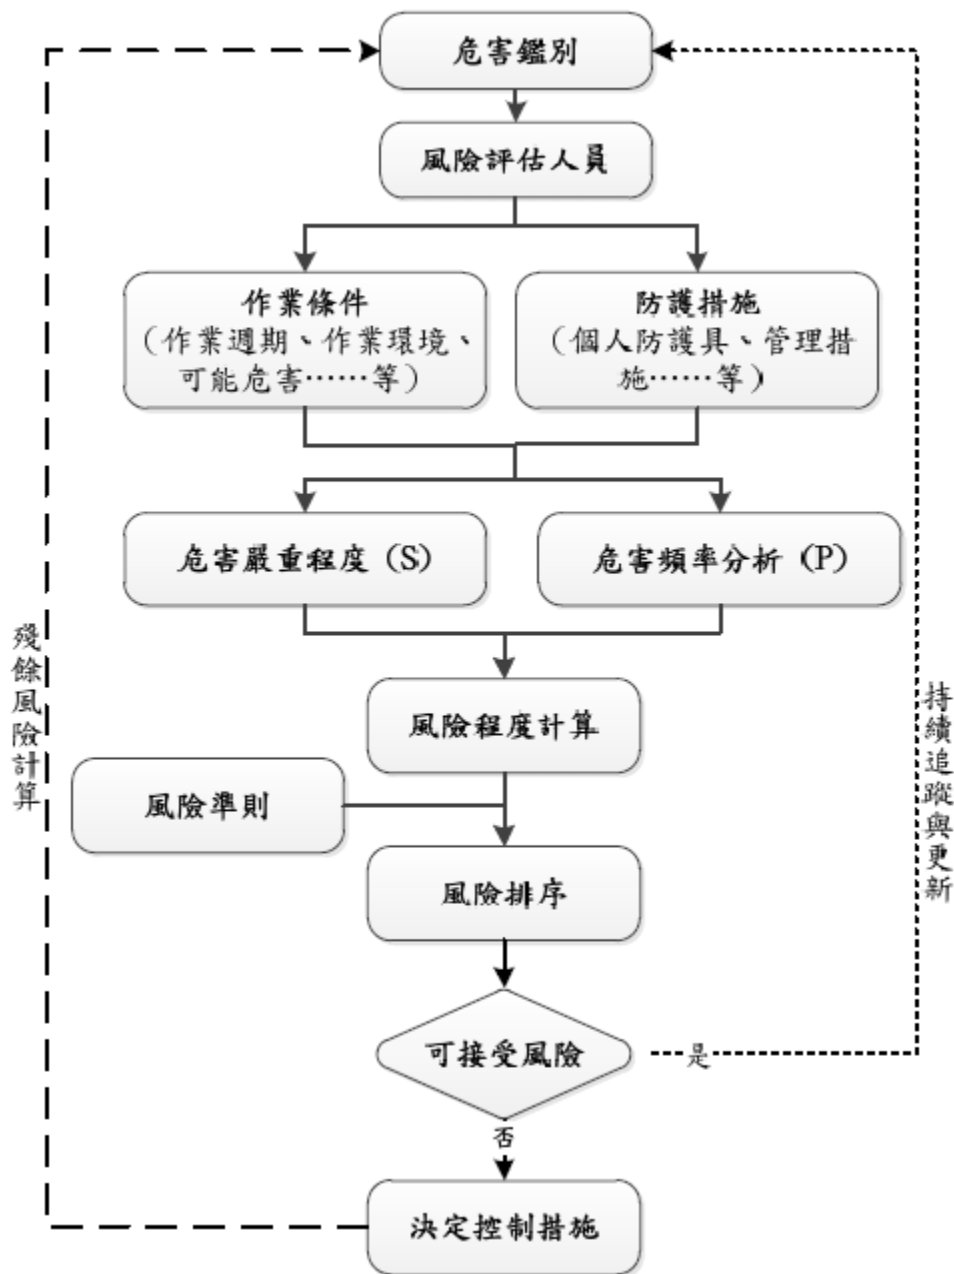 危害鑑別
風險評估人員
作業條件
（作業週期、作業環境、
可能危害……等）
防護措施
（個人防護具、管理措
施……等）
危害嚴重程度（S）
危害頻率分析（P）
殘餘風險計算
持續追蹤與更新
風險程度計算
風險準則
風險排序
可接受風險
是
否
決定控制措施